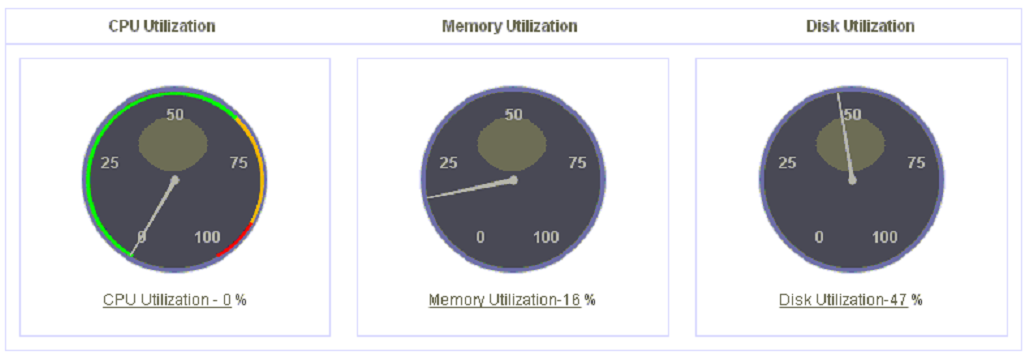 CPU Utilization
Memory Utilization
Disk Utilization
50
25
75
0
100
CPU Utilization - 0 %
50
25
75
0
100
Memory Utilization-16 %
50
25
75
0
100
Disk Utilization-47 %